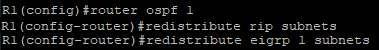 R1(config)#router ospf 1
R1(config-router)#redistribute rip subnets
R1(config-router)#redistribute eigrp 1 subnets